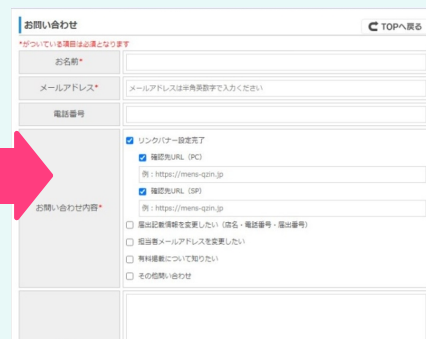 お問い合わせ
TOPへ戻る
*がついている項目は必須となります
お名前*
メールアドレス*
メールアドレスは半角英数字で入力ください
電話番号
お問い合わせ内容*
リンクバナー設定完了
確認先URL（PC）
例：https://mens-qzin.jp
確認先URL（SP）
例：https://mens-qzin.jp
届出記載情報を変更したい（店名・電話番号・届出番号）
担当者メールアドレスを変更したい
有料掲載について知りたい
その他問い合わせ